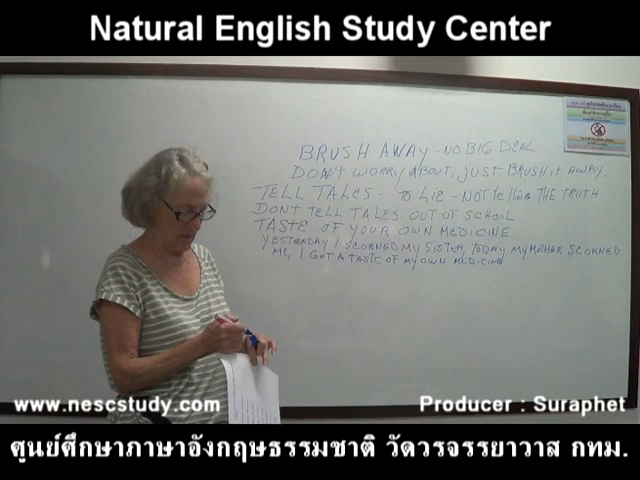 Natural English Study Center
BRUSH AWAY - NO BIG DEAL
DON'T WORRY ABOUT, JUST BRUSH IT AWAY.
TELL TALES - TO LIE - NOT TELLING THE TRUTH
DON'T TELL TALES OUT OF SCHOOL
TASTE OF YOUR OWN MEDICINE
YESTERDAY I SCORNED MY SISTER, TODAY MY MOTHER SCORNED
ME, I GOT A TASTE OF MY OWN MEDICINE
www.nescstudy.com
Producer : Suraphet
ศูนย์ศึกษาภาษาอังกฤษธรรมชาติ วัดวรจรรยาวาส กทม.